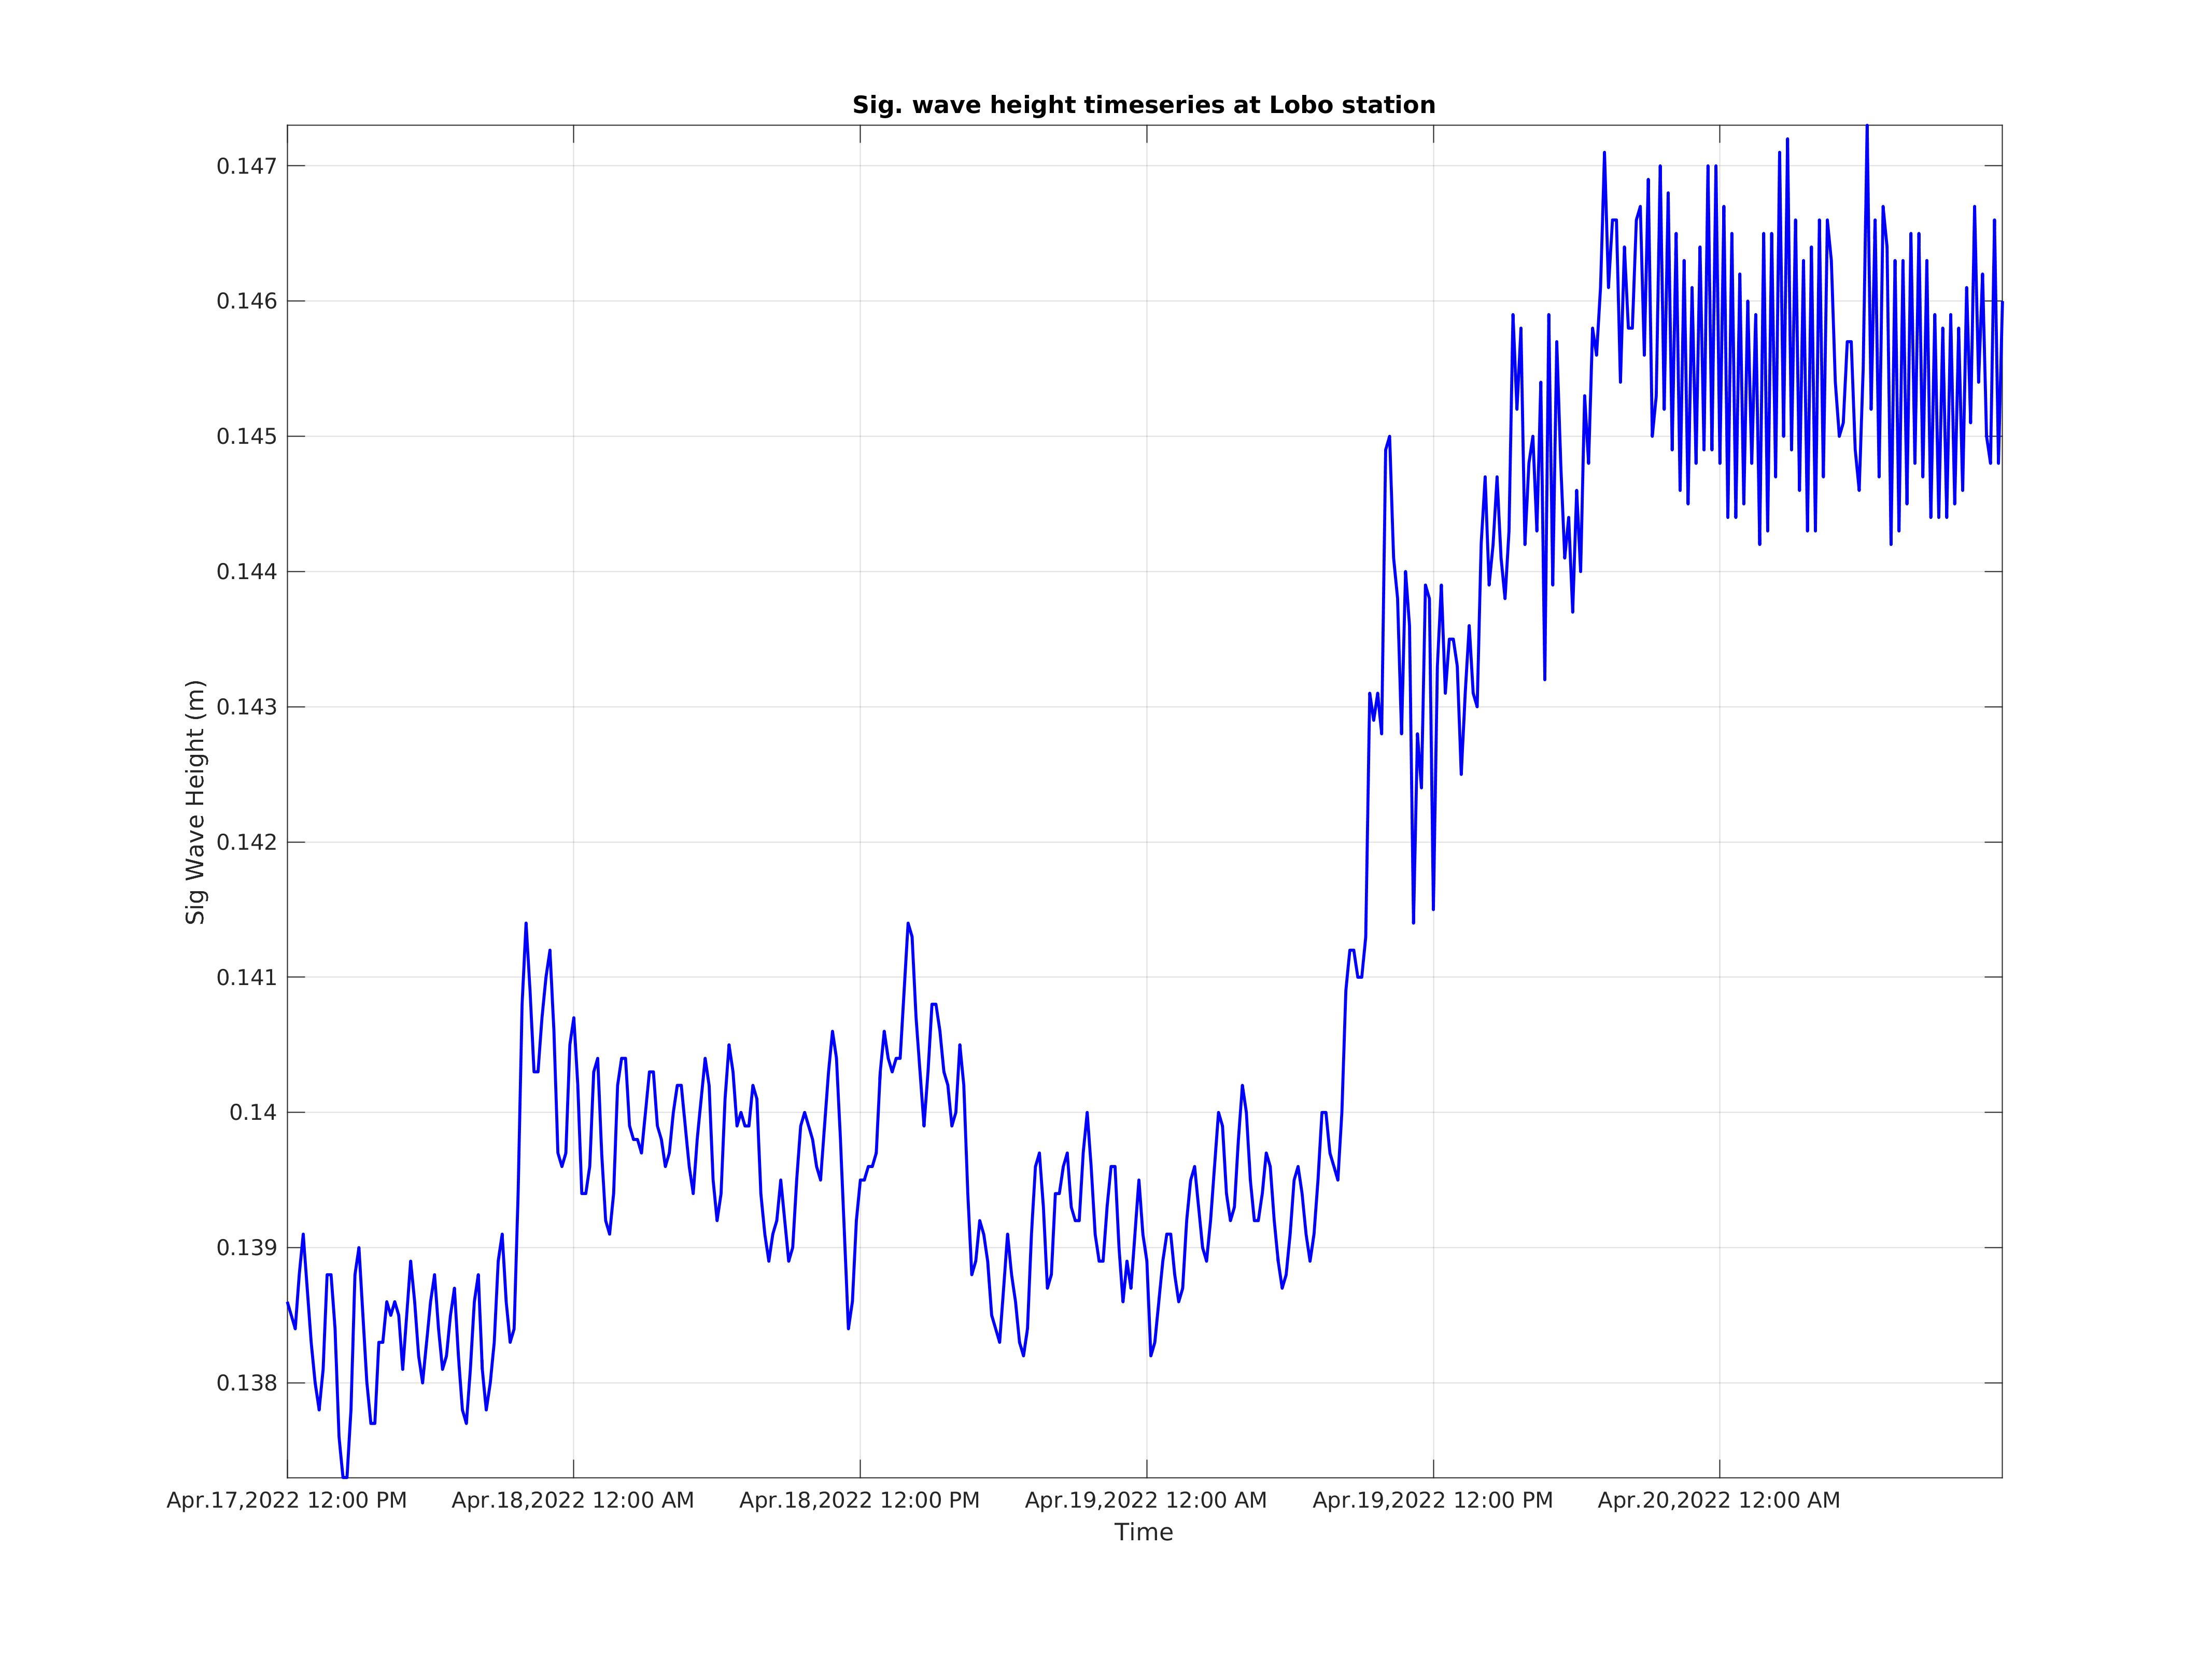 Sig. wave height timeseries at Lobo station
0.147
0.146
0.145
0.144
0.143
0.142
0.141
0.14
0.139
0.138
Sig Wave Height (m)
Apr.17,2022 12:00 PM Apr.18,2022 12:00 AM Apr.18,2022 12:00 PM Apr.19,2022 12:00 AM Apr.19,2022 12:00 PM Apr.20,2022 12:00 AM
Time